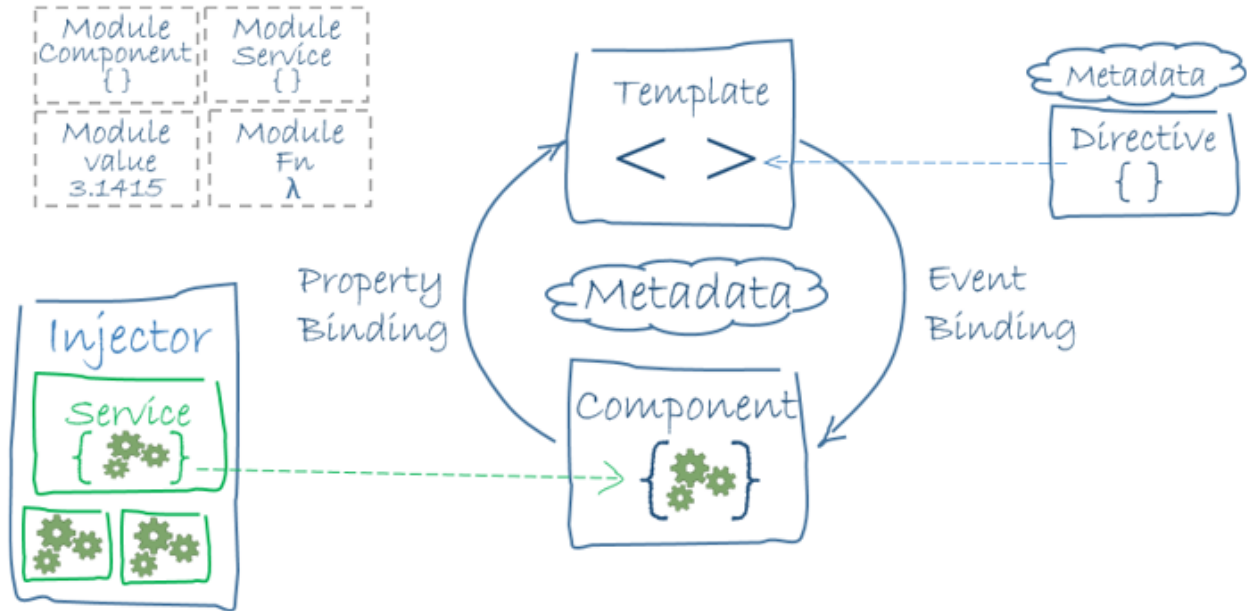 Module
Component
{ }
Module
Service
{ }
Module
value
3.1415
Module
Fn
λ
Template
< >
Metadata
Directive
{ }
Property
Binding
Metadata
Event
Binding
Injector
Service
{ }
Component
{ }